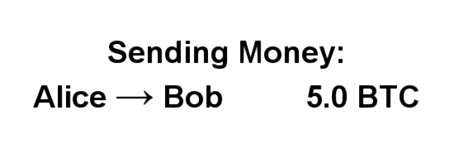 Sending Money:
Alice → Bob 5.0 BTC